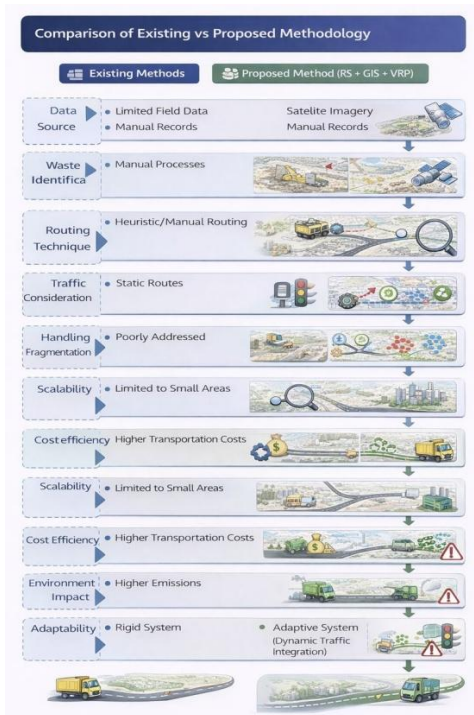 Comparison of Existing vs Proposed Methodology
Existing Methods
Proposed Method (RS + GIS + VRP)
Data Source
• Limited Field Data
• Manual Records
Satelite Imagery
Manual Records
Waste Identifica
• Manual Processes
Routing Technique
• Heuristic/Manual Routing
Traffic Consideration
• Static Routes
Handling Fragmentation
• Poorly Addressed
Scalability
• Limited to Small Areas
Cost efficiency
• Higher Transportation Costs
Scalability
• Limited to Small Areas
Cost Efficiency
• Higher Transportation Costs
Environment Impact
• Higher Emissions
Adaptability
• Rigid System
• Adaptive System
(Dynamic Traffic
Integration)